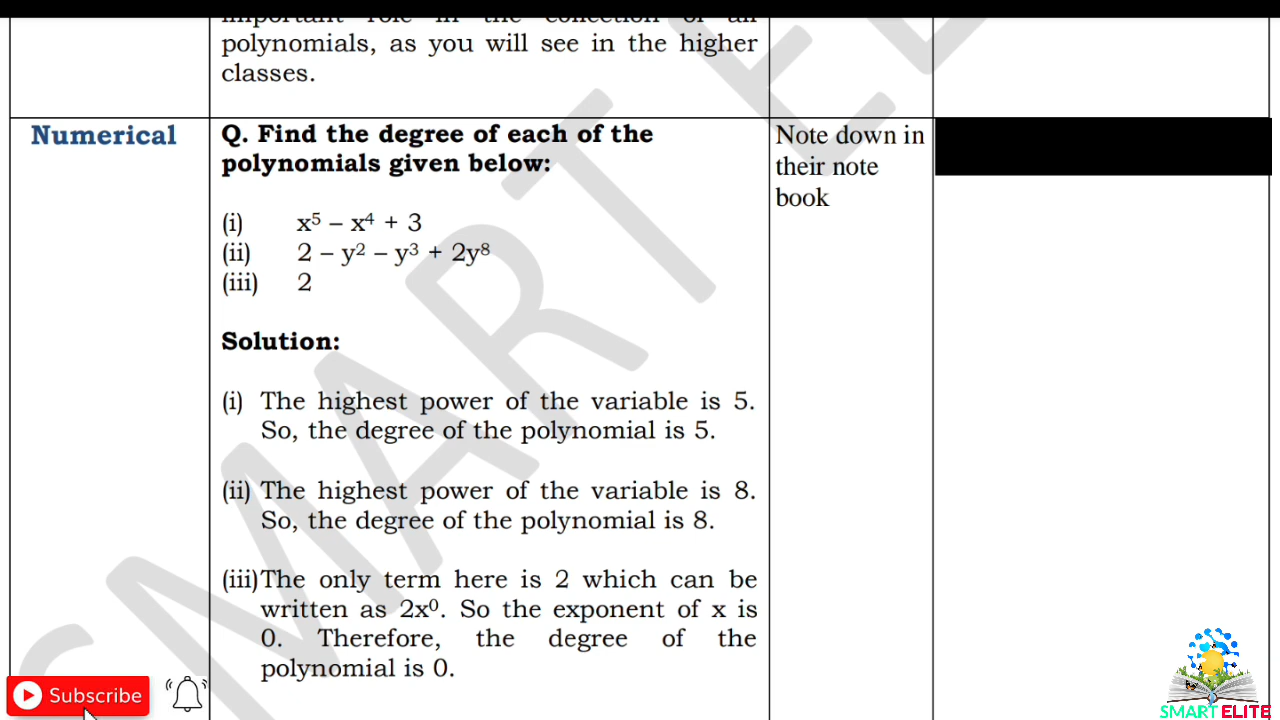 polynomials, as you will see in the higher
classes.
Numerical
Q. Find the degree of each of the
polynomials given below:
(i) x⁵ – x⁴ + 3
(ii) 2 – y² – y³ + 2y⁸
(iii) 2
Solution:
(i) The highest power of the variable is 5.
So, the degree of the polynomial is 5.
(ii) The highest power of the variable is 8.
So, the degree of the polynomial is 8.
(iii) The only term here is 2 which can be
written as 2x⁰. So the exponent of x is
0. Therefore, the degree of the
polynomial is 0.
Note down in
their note
book
SMART EL
Subscribe
SMART ELITE